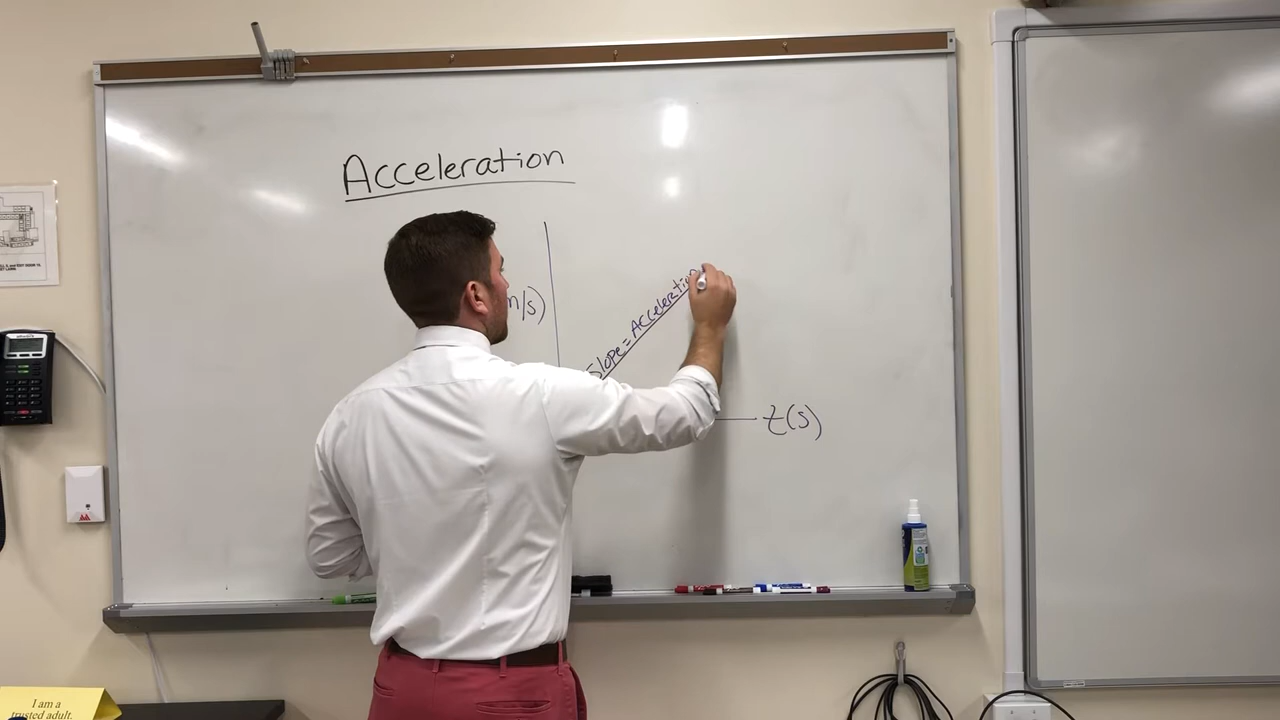 Acceleration
m/s)
Slope = Acceleration
t(s)
I am a
trusted adult.